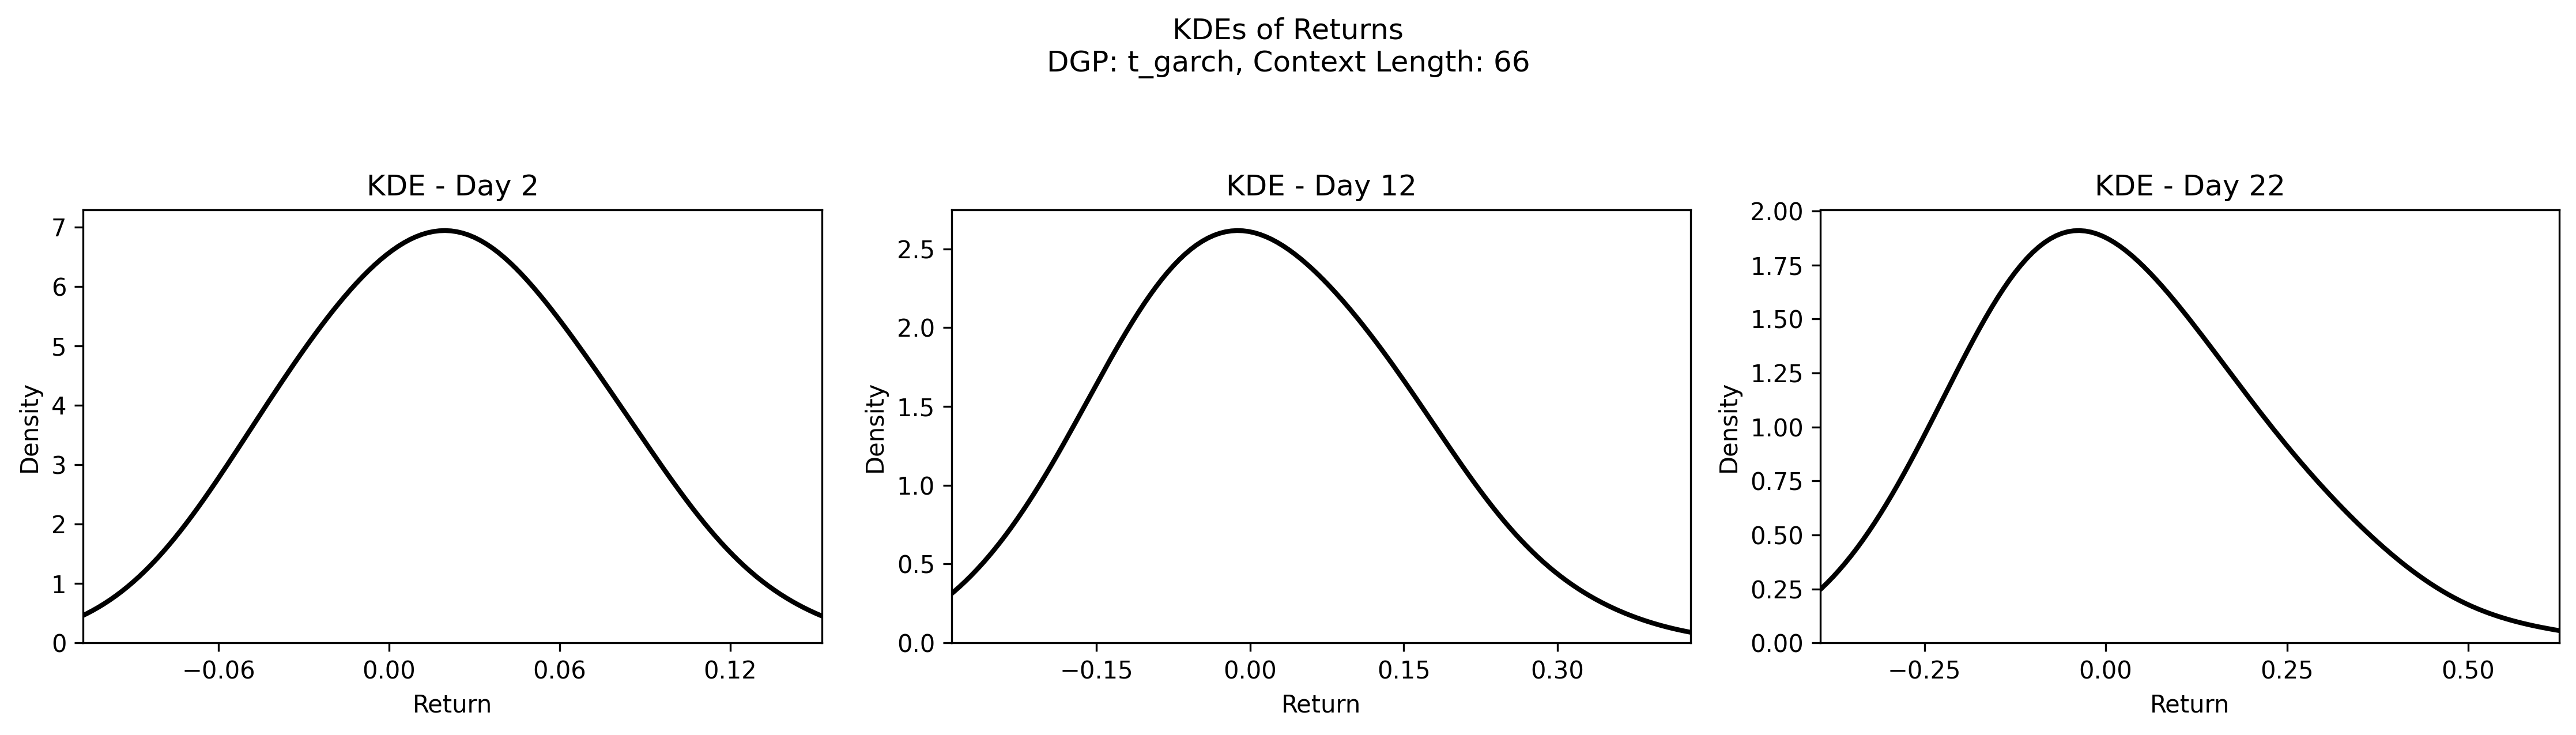 KDEs of Returns
DGP: t_garch, Context Length: 66
KDE - Day 2
7
6
5
4
3
2
1
0
Density
−0.06 0.00 0.06 0.12
Return
KDE - Day 12
2.5
2.0
1.5
1.0
0.5
0.0
Density
−0.15 0.00 0.15 0.30
Return
KDE - Day 22
2.00
1.75
1.50
1.25
1.00
0.75
0.50
0.25
0.00
Density
−0.25 0.00 0.25 0.50
Return